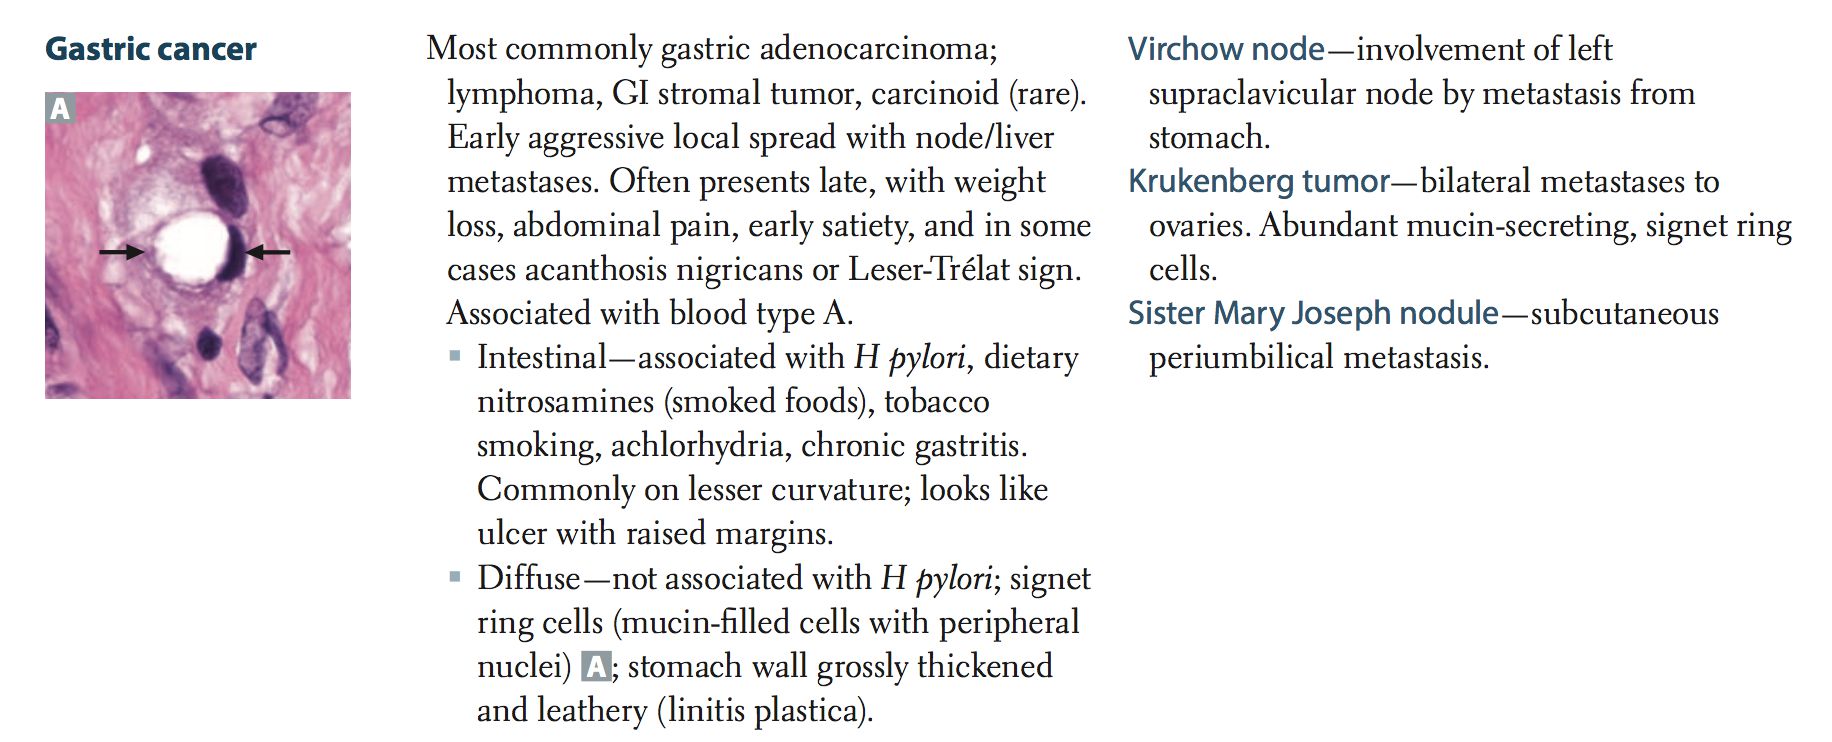 Gastric cancer
A
Most commonly gastric adenocarcinoma;
lymphoma, GI stromal tumor, carcinoid (rare).
Early aggressive local spread with node/liver
metastases. Often presents late, with weight
loss, abdominal pain, early satiety, and in some
cases acanthosis nigricans or Leser-Trélat sign.
Associated with blood type A.
▪ Intestinal—associated with H pylori, dietary
nitrosamines (smoked foods), tobacco
smoking, achlorhydria, chronic gastritis.
Commonly on lesser curvature; looks like
ulcer with raised margins.
▪ Diffuse—not associated with H pylori; signet
ring cells (mucin-filled cells with peripheral
nuclei) A; stomach wall grossly thickened
and leathery (linitis plastica).
Virchow node—involvement of left
supraclavicular node by metastasis from
stomach.
Krukenberg tumor—bilateral metastases to
ovaries. Abundant mucin-secreting, signet ring
cells.
Sister Mary Joseph nodule—subcutaneous
periumbilical metastasis.